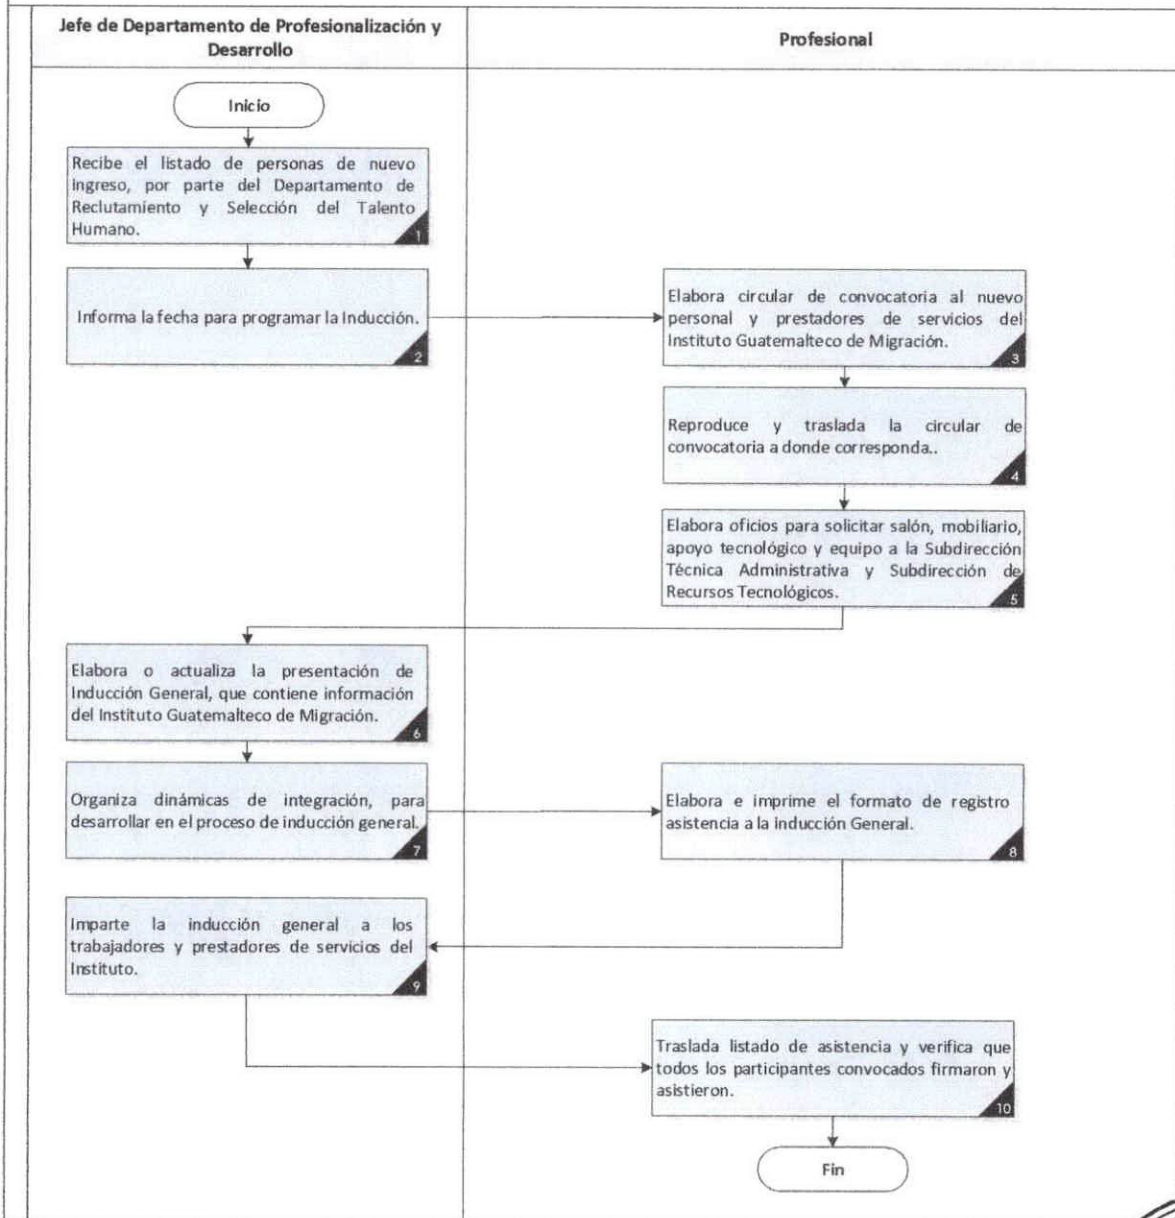 Jefe de Departamento de Profesionalización y
Desarrollo
Profesional
Inicio
Recibe el listado de personas de nuevo
ingreso, por parte del Departamento de
Reclutamiento y Selección del Talento
Humano.
1
Informa la fecha para programar la Inducción.
2
Elabora circular de convocatoria al nuevo
personal y prestadores de servicios del
Instituto Guatemalteco de Migración.
3
Reproduce y traslada la circular de
convocatoria a donde corresponda..
4
Elabora oficios para solicitar salón, mobiliario,
apoyo tecnológico y equipo a la Subdirección
Técnica Administrativa y Subdirección de
Recursos Tecnológicos.
5
Elabora o actualiza la presentación de
Inducción General, que contiene información
del Instituto Guatemalteco de Migración.
6
Organiza dinámicas de integración, para
desarrollar en el proceso de inducción general.
7
Elabora e imprime el formato de registro
asistencia a la inducción General.
8
Imparte la inducción general a los
trabajadores y prestadores de servicios del
Instituto.
9
Traslada listado de asistencia y verifica que
todos los participantes convocados firmaron y
asistieron.
10
Fin